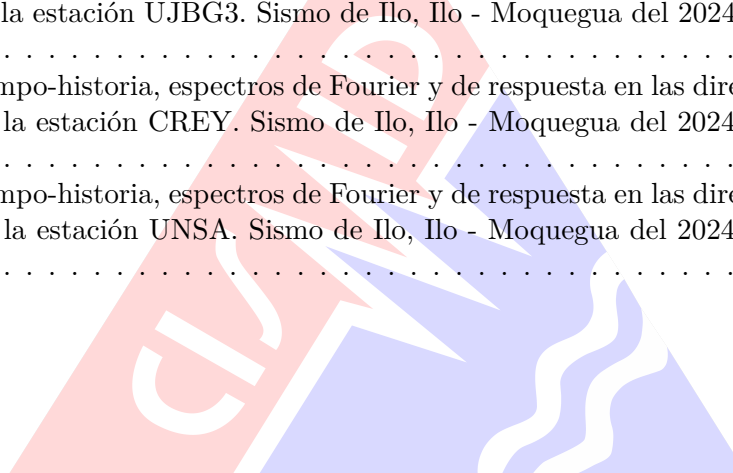 la estación UJBG3. Sismo de Ilo, Ilo - Moquegua del 2024
. . . . . . . . . . . . . . . . . . . . . . . . . . .
mpo-historia, espectros de Fourier y de respuesta en las dire
la estación CREY. Sismo de Ilo, Ilo - Moquegua del 2024
. . . . . . . . . . . . . . . . . . . . . . . . . . .
mpo-historia, espectros de Fourier y de respuesta en las dire
la estación UNSA. Sismo de Ilo, Ilo - Moquegua del 2024
. . . . . . . . . . . . . . . . . . . . . . . . . . .
CISMID